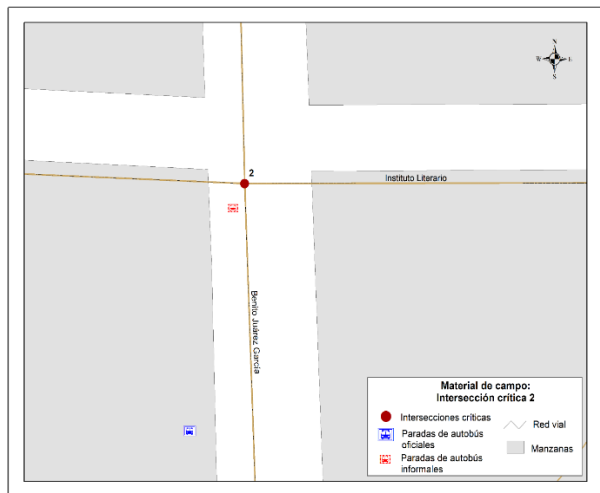 N
W E
S
2
Instituto Literario
Benito Juárez García
Material de campo:
Intersección crítica 2
Intersecciones críticas
Paradas de autobús
oficiales
Paradas de autobús
informales
Red vial
Manzanas